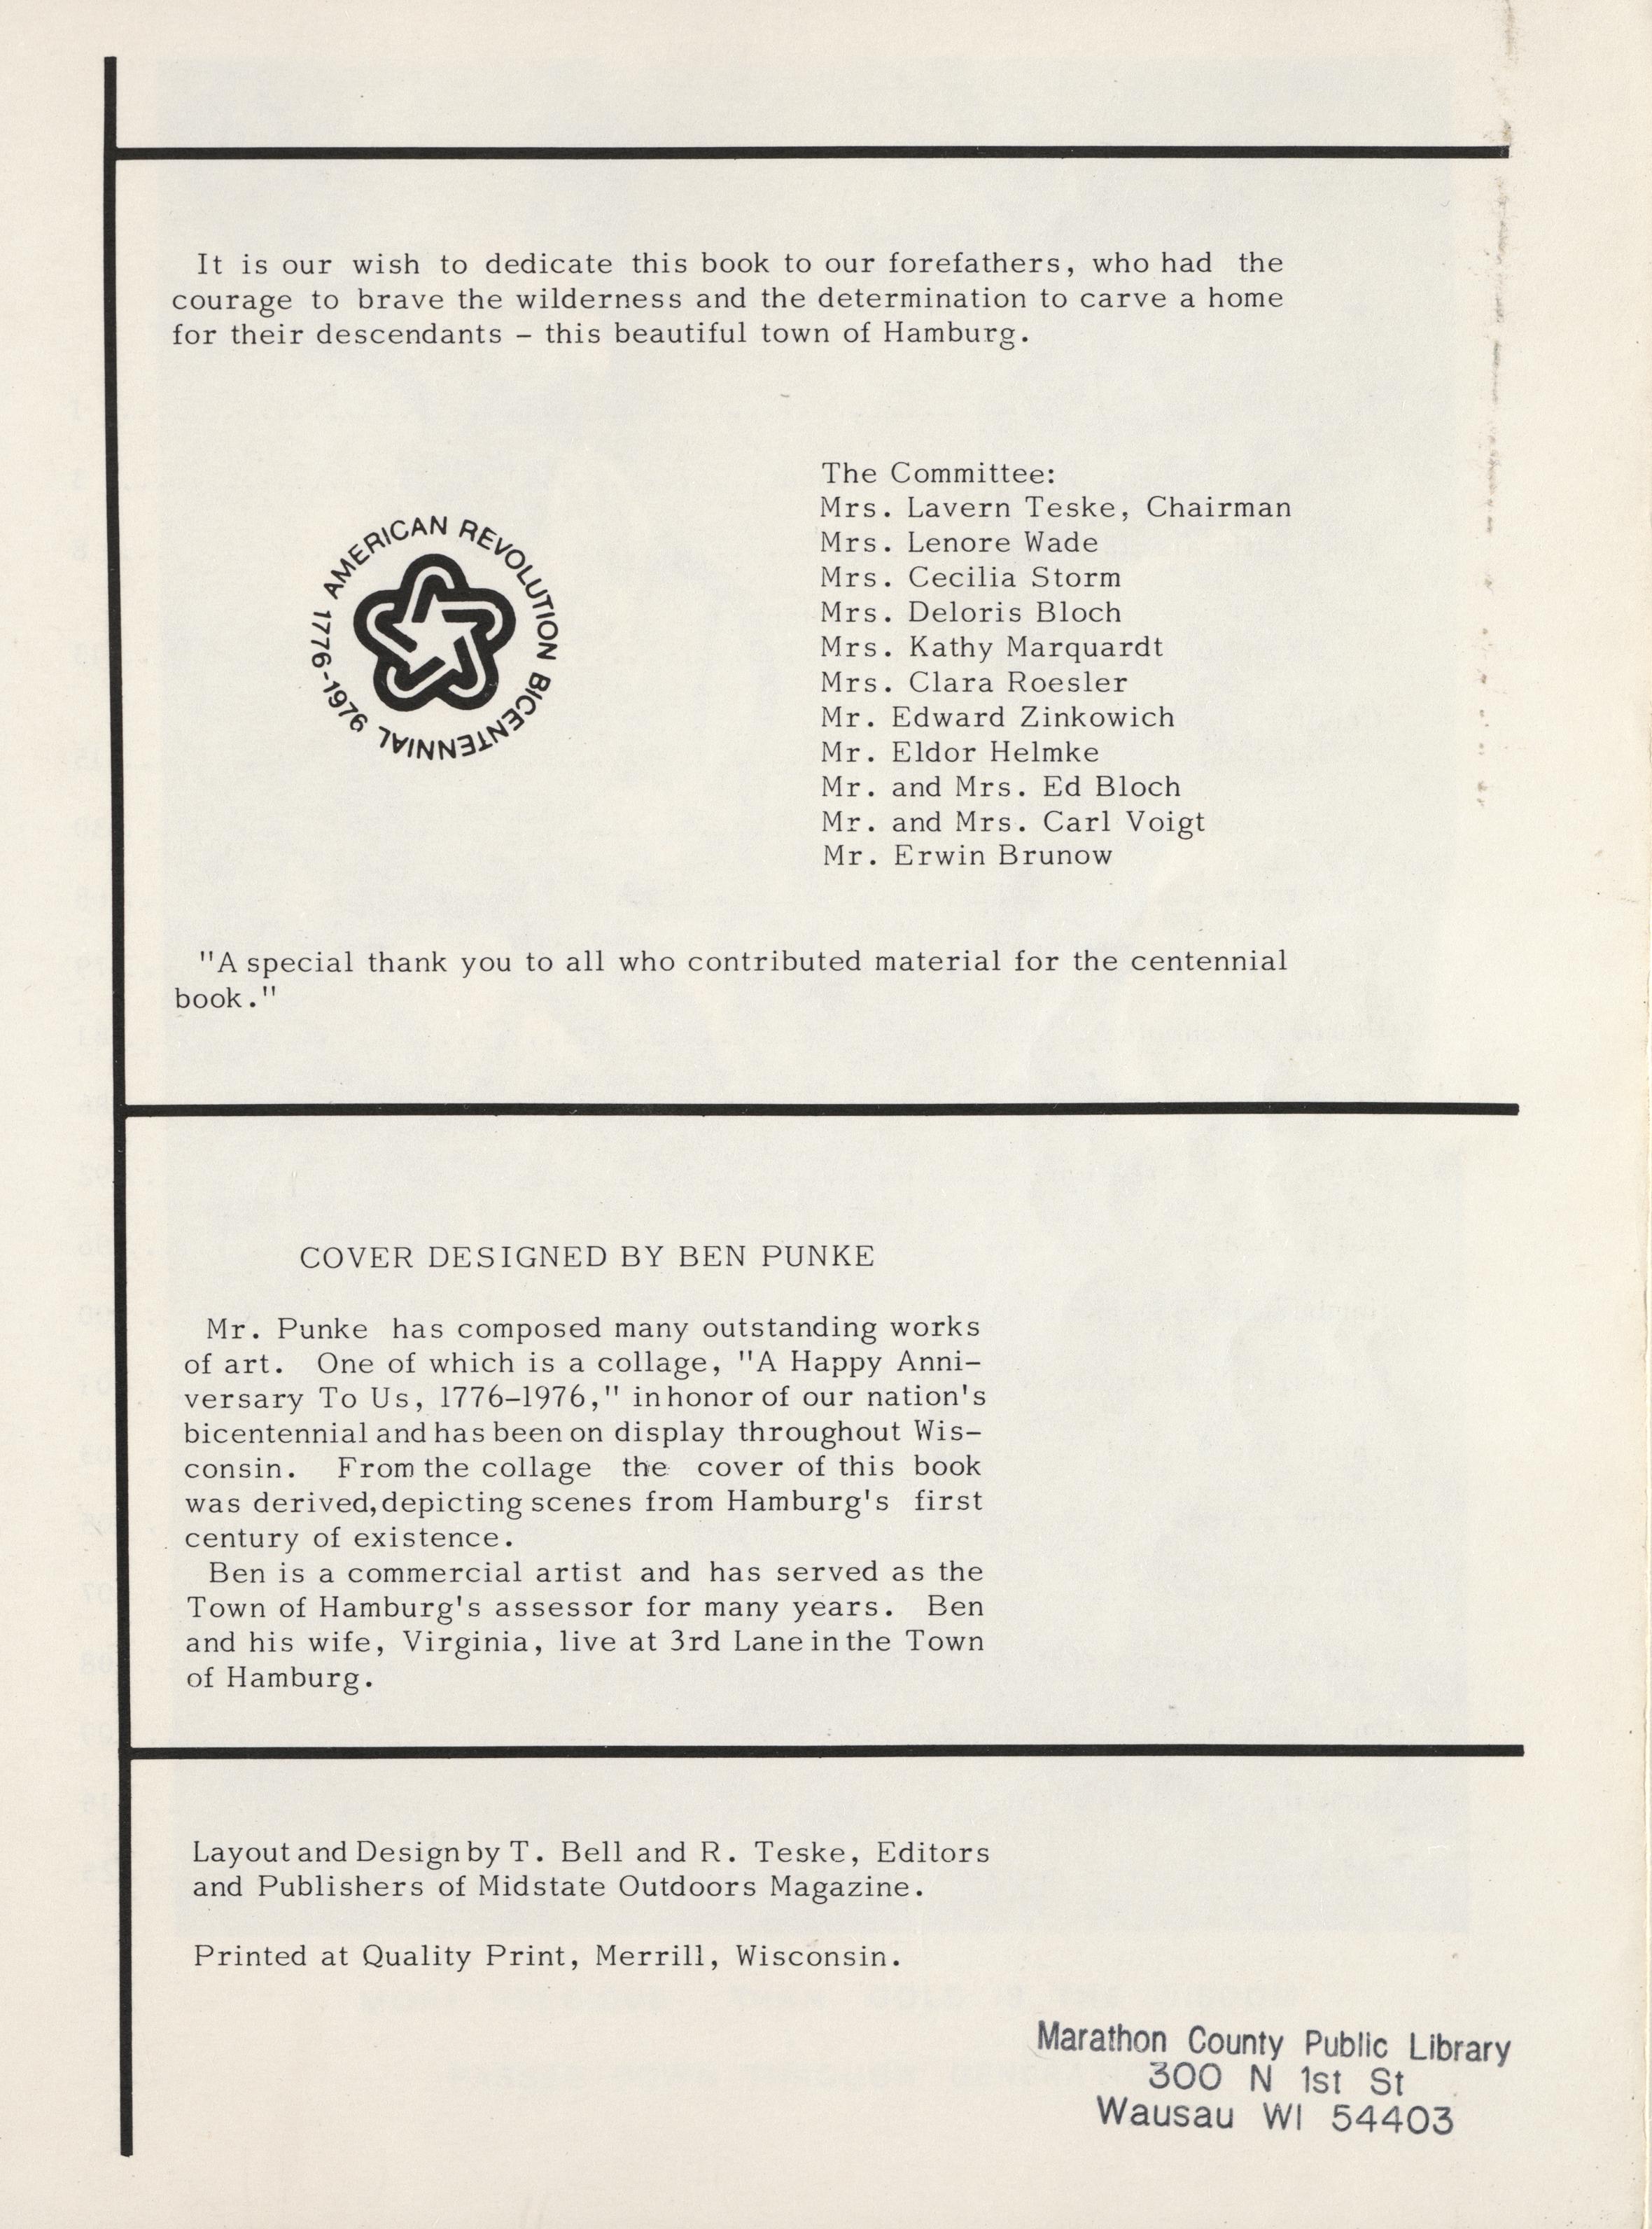 It is our wish to dedicate this book to our forefathers, who had the
courage to brave the wilderness and the determination to carve a home
for their descendants – this beautiful town of Hamburg.
AMERICAN REVOLUTION BICENTENNIAL
1776-1976
The Committee:
Mrs. Lavern Teske, Chairman
Mrs. Lenore Wade
Mrs. Cecilia Storm
Mrs. Deloris Bloch
Mrs. Kathy Marquardt
Mrs. Clara Roesler
Mr. Edward Zinkowich
Mr. Eldor Helmke
Mr. and Mrs. Ed Bloch
Mr. and Mrs. Carl Voigt
Mr. Erwin Brunow
"A special thank you to all who contributed material for the centennial
book."
COVER DESIGNED BY BEN PUNKE
Mr. Punke has composed many outstanding works
of art. One of which is a collage, "A Happy Anni-
versary To Us, 1776-1976," in honor of our nation's
bicentennial and has been on display throughout Wis-
consin. From the collage the cover of this book
was derived, depicting scenes from Hamburg's first
century of existence.
Ben is a commercial artist and has served as the
Town of Hamburg's assessor for many years. Ben
and his wife, Virginia, live at 3rd Lane in the Town
of Hamburg.
Layout and Design by T. Bell and R. Teske, Editors
and Publishers of Midstate Outdoors Magazine.
Printed at Quality Print, Merrill, Wisconsin.
Marathon County Public Library
300 N 1st St
Wausau WI 54403